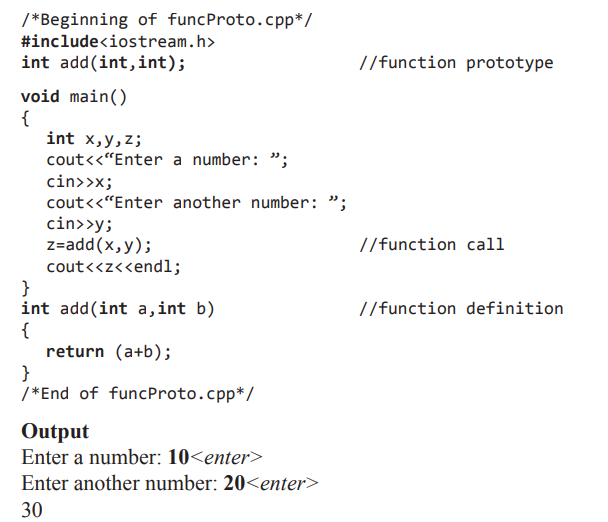 /*Beginning of funcProto.cpp*/
#include<iostream.h>
int add(int,int); //function prototype
void main()
{
int x,y,z;
cout<<“Enter a number: ”;
cin>>x;
cout<<“Enter another number: ”;
cin>>y;
z=add(x,y); //function call
cout<<z<<endl;
}
int add(int a,int b) //function definition
{
return (a+b);
}
/*End of funcProto.cpp*/
Output
Enter a number: 10<enter>
Enter another number: 20<enter>
30